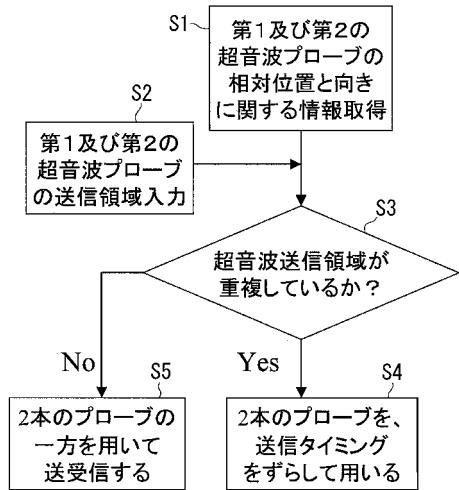 S1
第1及び第2の
超音波プローブの
相対位置と向き
に関する情報取得
S2
第1及び第2の
超音波プローブ
の送信領域入力
S3
超音波送信領域が
重複しているか?
No
Yes
S5
2本のプローブの
一方を用いて
送受信する
S4
2本のプローブを、
送信タイミング
をずらして用いる